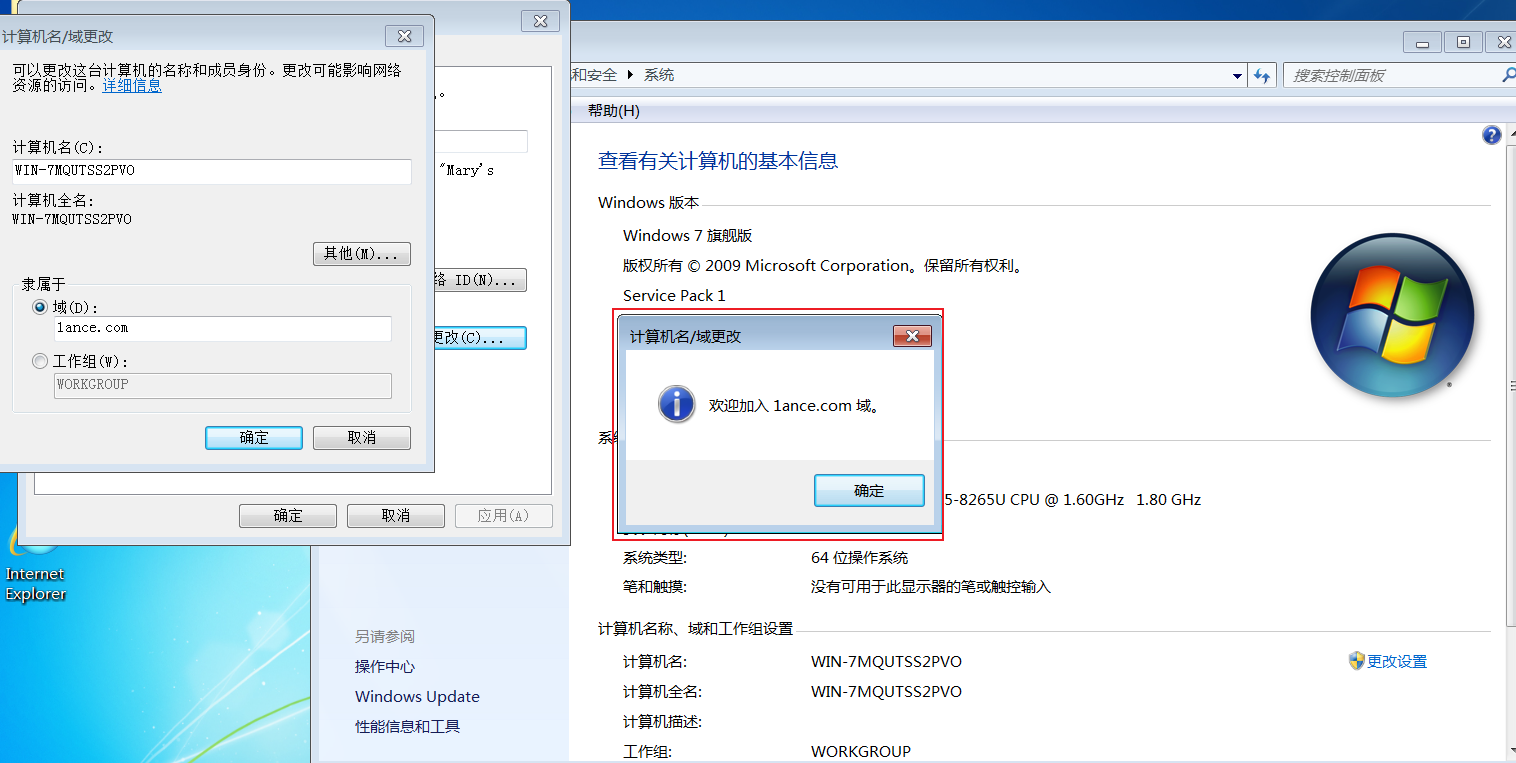 计算机名/域更改
可以更改这台计算机的名称和成员身份。更改可能影响网络
资源的访问。详细信息
计算机名(C):
WIN-7MQUTSS2PVO
计算机全名:
WIN-7MQUTSS2PVO
其他(M)...
隶属于
域(D):
1ance.com
工作组(W):
WORKGROUP
确定
取消
。
"Mary's
络 ID(N)...
更改(C)...
确定
取消
应用(A)
Internet
Explorer
和安全
系统
搜索控制面板
帮助(H)
查看有关计算机的基本信息
Windows 版本
Windows 7 旗舰版
版权所有 © 2009 Microsoft Corporation。保留所有权利。
Service Pack 1
计算机名/域更改
欢迎加入 1ance.com 域。
确定
系
5-8265U CPU @ 1.60GHz 1.80 GHz
系统类型:
64 位操作系统
笔和触摸:
没有可用于此显示器的笔或触控输入
计算机名称、域和工作组设置
计算机名:
WIN-7MQUTSS2PVO
更改设置
计算机全名:
WIN-7MQUTSS2PVO
计算机描述:
工作组:
WORKGROUP
另请参阅
操作中心
Windows Update
性能信息和工具